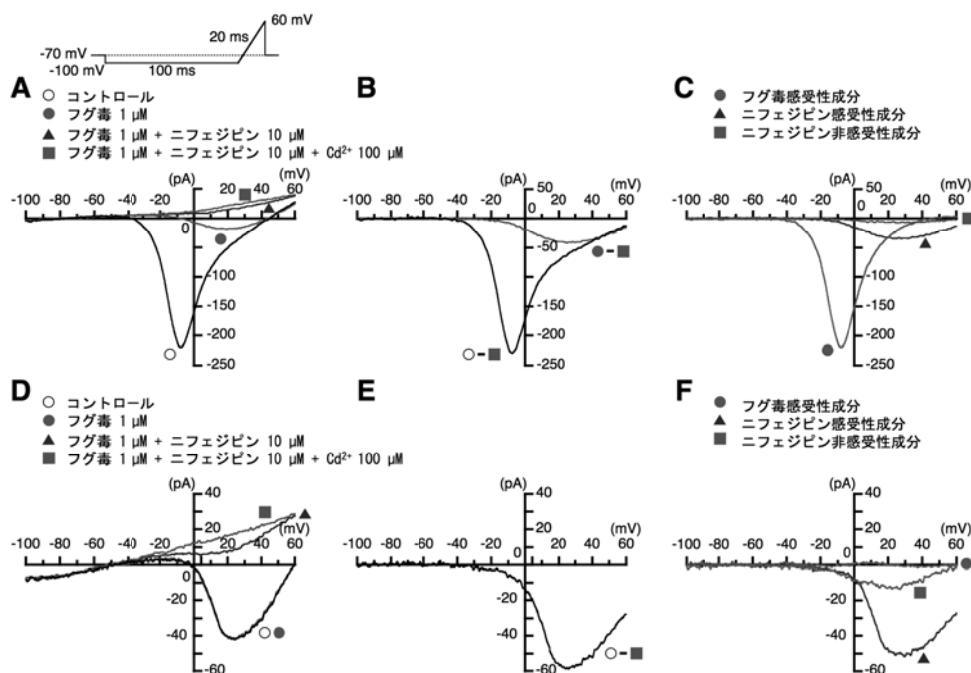 60 mV
20 ms
-70 mV
-100 mV
100 ms
A
○ コントロール
● フグ毒 1 μM
▲ フグ毒 1 μM + ニフェジピン 10 μM
■ フグ毒 1 μM + ニフェジピン 10 μM + Cd²⁺ 100 μM
(pA) (mV)
-100 -80 -60 -40 -20 0 20 40 60
-50
-100
-150
-200
-250
B
(pA) 50 (mV)
-100 -80 -60 -40 -20 0 20 40 60
-50
-100
-150
-200
-250
C
● フグ毒感受性成分
▲ ニフェジピン感受性成分
■ ニフェジピン非感受性成分
(pA) 50 (mV)
-100 -80 -60 -40 -20 0 20 40 60
-50
-100
-150
-200
-250
D
○ コントロール
● フグ毒 1 μM
▲ フグ毒 1 μM + ニフェジピン 10 μM
■ フグ毒 1 μM + ニフェジピン 10 μM + Cd²⁺ 100 μM
(pA) 40
20
(mV)
-100 -80 -60 -40 -20 0 20 40 60
-20
-40
-60
E
(pA) 40
20
(mV)
-100 -80 -60 -40 -20 0 20 40 60
-20
-40
-60
F
● フグ毒感受性成分
▲ ニフェジピン感受性成分
■ ニフェジピン非感受性成分
(pA) 40
20
(mV)
-100 -80 -60 -40 -20 0 20 40 60
-20
-40
-60